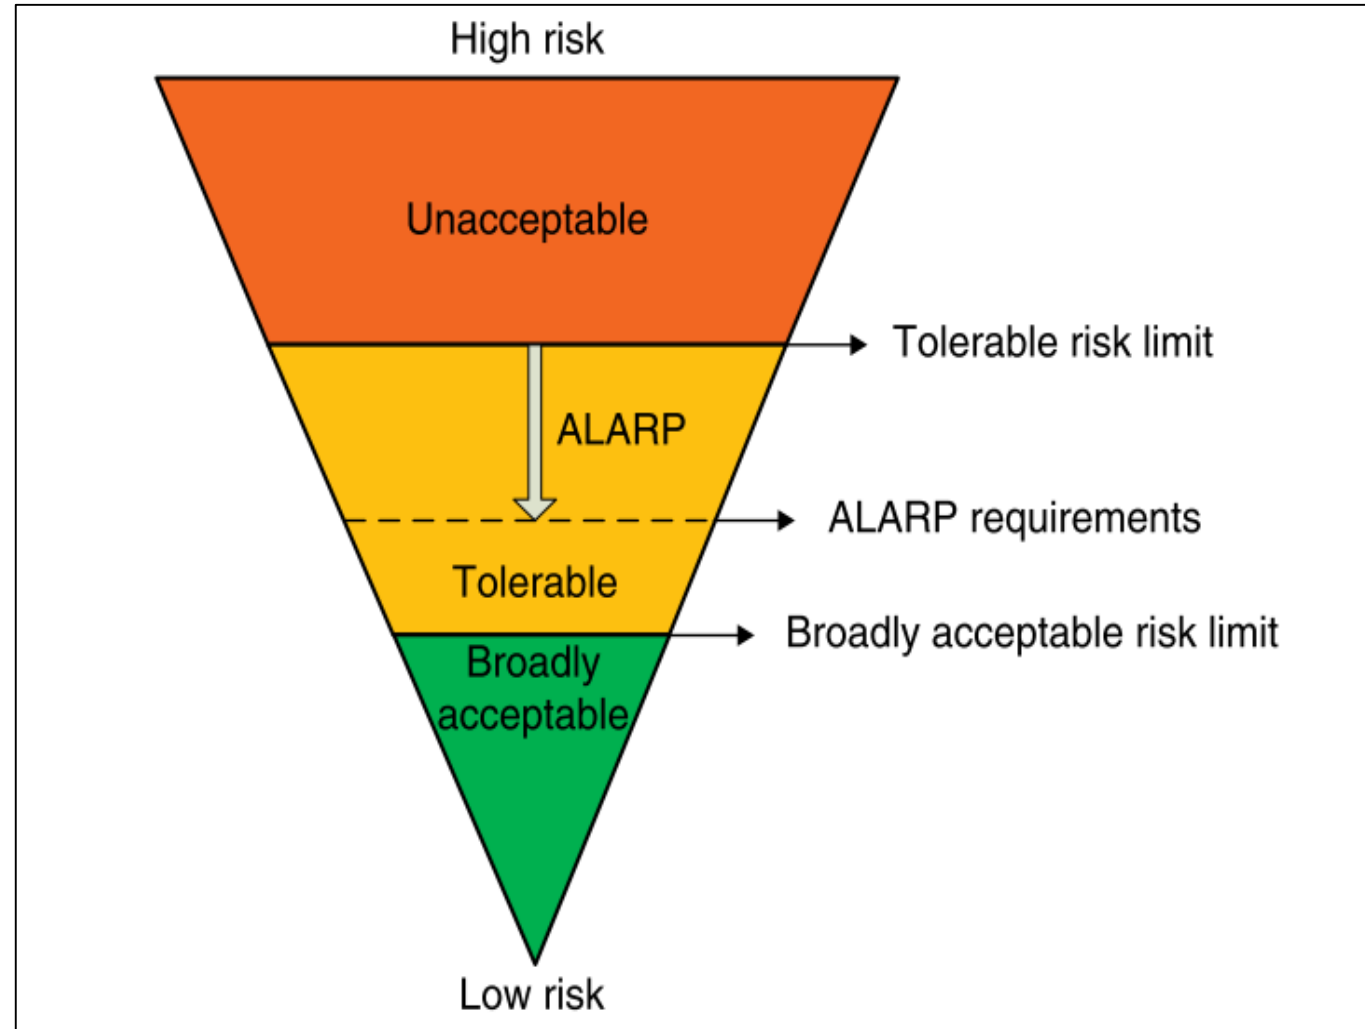 High risk
Unacceptable
Tolerable risk limit
ALARP
ALARP requirements
Tolerable
Broadly acceptable risk limit
Broadly
acceptable
Low risk